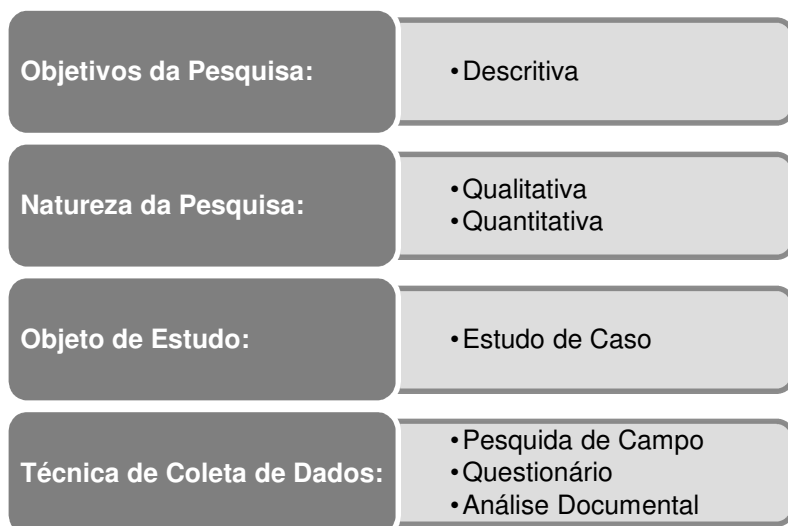 Objetivos da Pesquisa:
•Descritiva
Natureza da Pesquisa:
•Qualitativa
•Quantitativa
Objeto de Estudo:
•Estudo de Caso
Técnica de Coleta de Dados:
•Pesquida de Campo
•Questionário
•Análise Documental